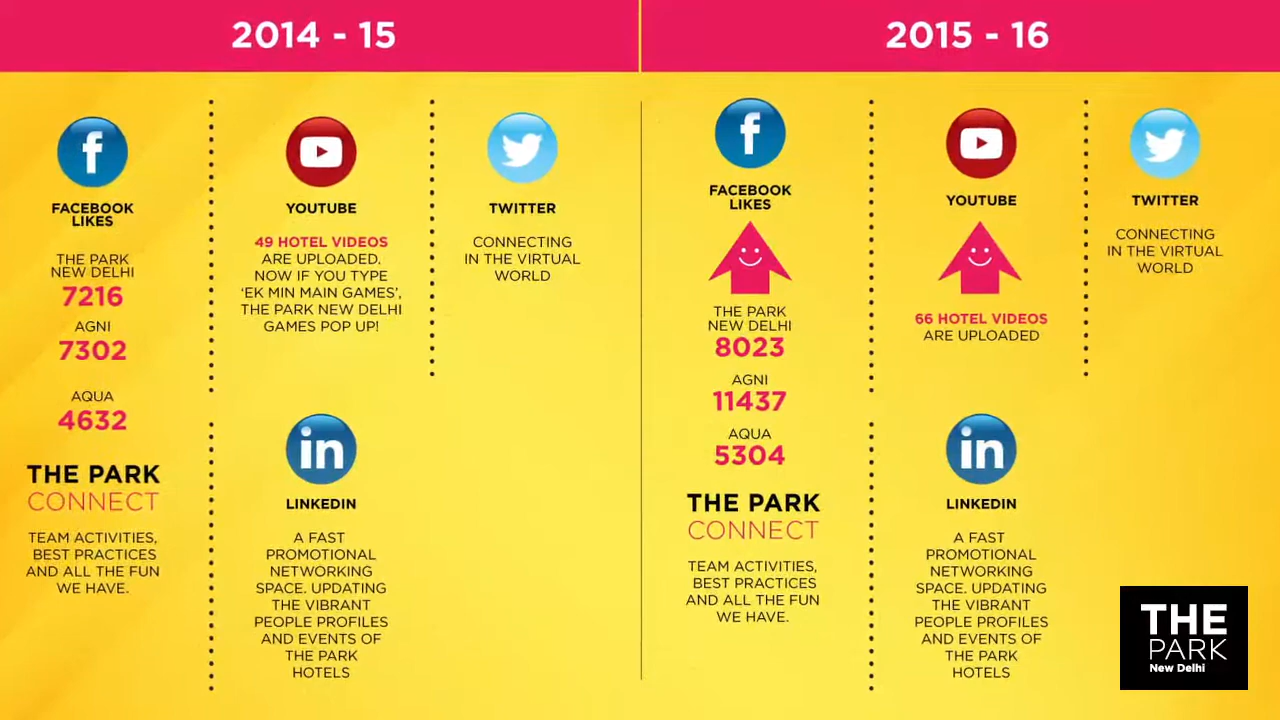 2014 - 15
FACEBOOK
LIKES
THE PARK
NEW DELHI
7216
AGNI
7302
AQUA
4632
THE PARK
CONNECT
TEAM ACTIVITIES,
BEST PRACTICES
AND ALL THE FUN
WE HAVE.
YOUTUBE
49 HOTEL VIDEOS
ARE UPLOADED.
NOW IF YOU TYPE
‘EK MIN MAIN GAMES’,
THE PARK NEW DELHI
GAMES POP UP!
in
LINKEDIN
A FAST
PROMOTIONAL
NETWORKING
SPACE. UPDATING
THE VIBRANT
PEOPLE PROFILES
AND EVENTS OF
THE PARK
HOTELS
TWITTER
CONNECTING
IN THE VIRTUAL
WORLD
2015 - 16
FACEBOOK
LIKES
THE PARK
NEW DELHI
8023
AGNI
11437
AQUA
5304
THE PARK
CONNECT
TEAM ACTIVITIES,
BEST PRACTICES
AND ALL THE FUN
WE HAVE.
YOUTUBE
66 HOTEL VIDEOS
ARE UPLOADED
in
LINKEDIN
A FAST
PROMOTIONAL
NETWORKING
SPACE. UPDATING
THE VIBRANT
PEOPLE PROFILES
AND EVENTS OF
THE PARK
HOTELS
TWITTER
CONNECTING
IN THE VIRTUAL
WORLD
THE
PARK
New Delhi